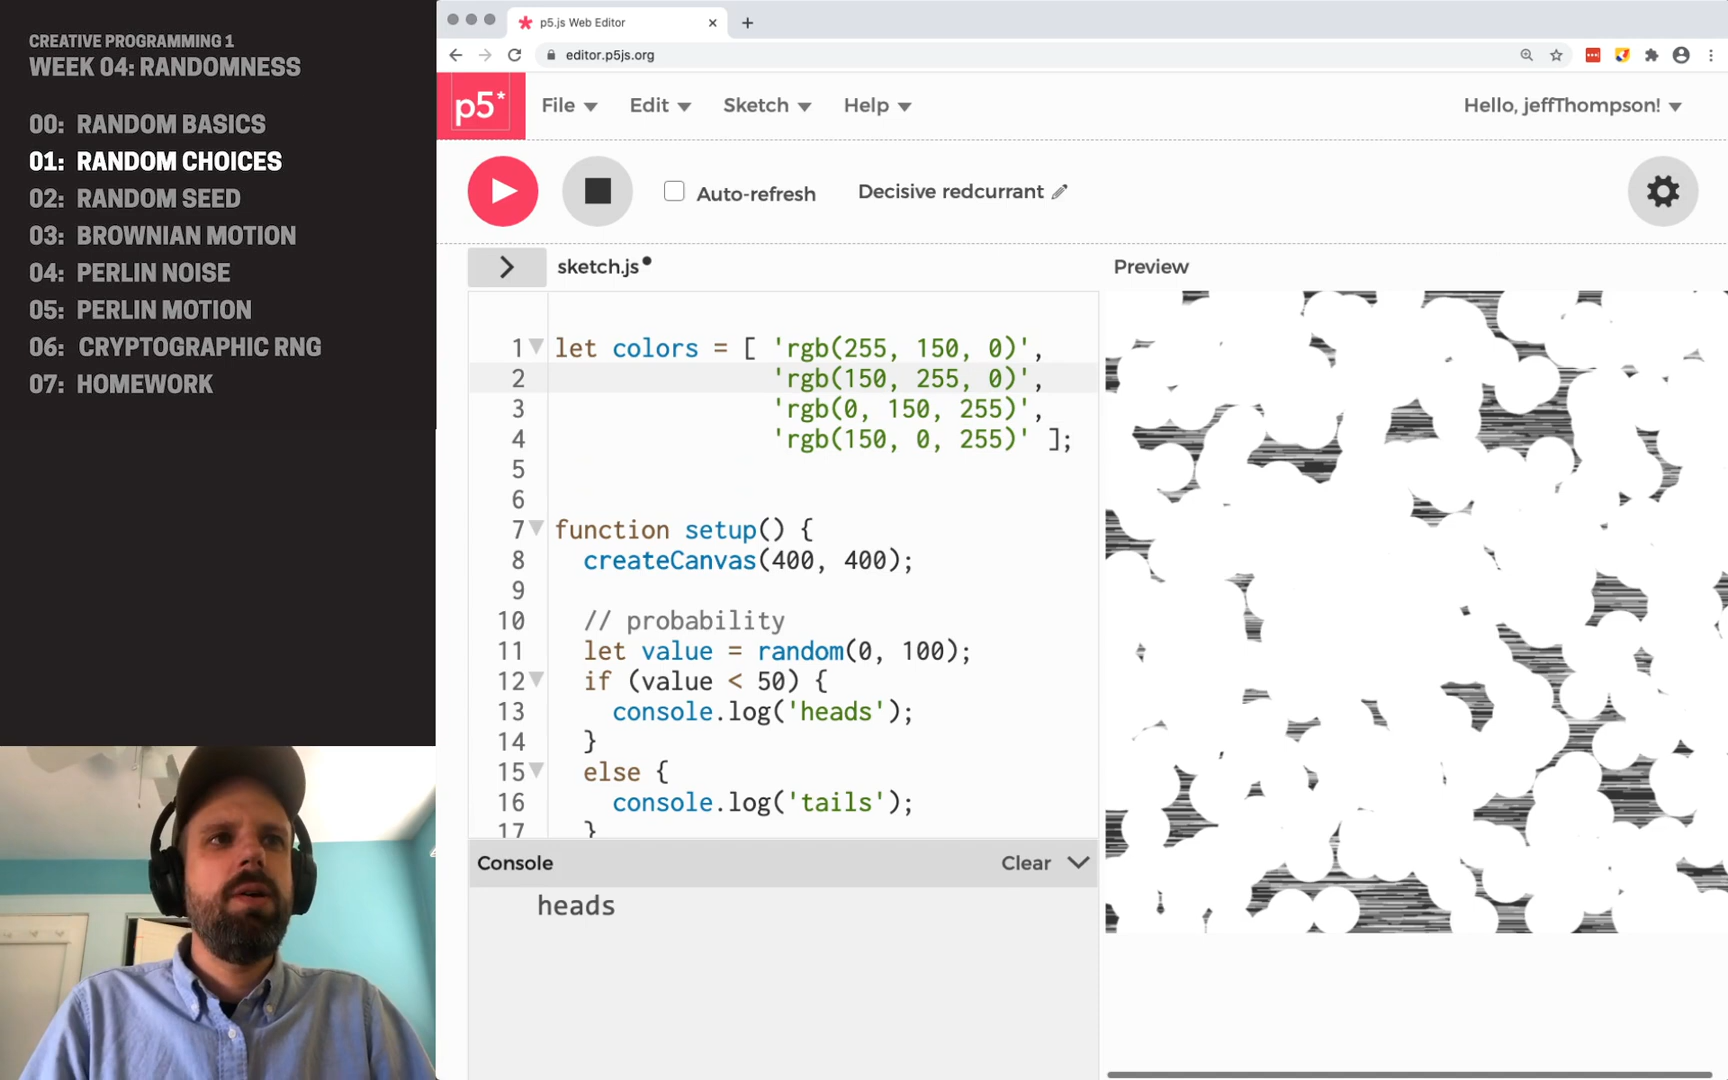 CREATIVE PROGRAMMING 1
WEEK 04: RANDOMNESS
00: RANDOM BASICS
01: RANDOM CHOICES
02: RANDOM SEED
03: BROWNIAN MOTION
04: PERLIN NOISE
05: PERLIN MOTION
06: CRYPTOGRAPHIC RNG
07: HOMEWORK
p5.js Web Editor
editor.p5js.org
p5* File Edit Sketch Help Hello, jeffThompson!
Auto-refresh Decisive redcurrant
sketch.js
Preview
1 let colors = [ 'rgb(255, 150, 0)',
2 'rgb(150, 255, 0)',
3 'rgb(0, 150, 255)',
4 'rgb(150, 0, 255)' ];
5
6
7 function setup() {
8 createCanvas(400, 400);
9
10 // probability
11 let value = random(0, 100);
12 if (value < 50) {
13 console.log('heads');
14 }
15 else {
16 console.log('tails');
17 }
Console Clear
heads